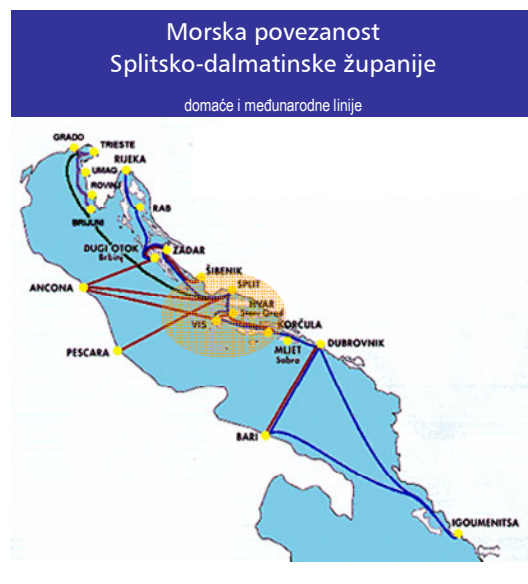 Morska povezanost
Splitsko-dalmatinske županije
domaće i međunarodne linije
GRADO
TRIESTE
RIJEKA
UMAG
ROVINJ
RAB
BRIJUNI
DUGI OTOK
Brbinj
ZADAR
ŠIBENIK
ANCONA
SPLIT
HVAR
Stari Grad
VIS
KORČULA
PESCARA
MLJET
Sobra
DUBROVNIK
BARI
IGOUMENITSA